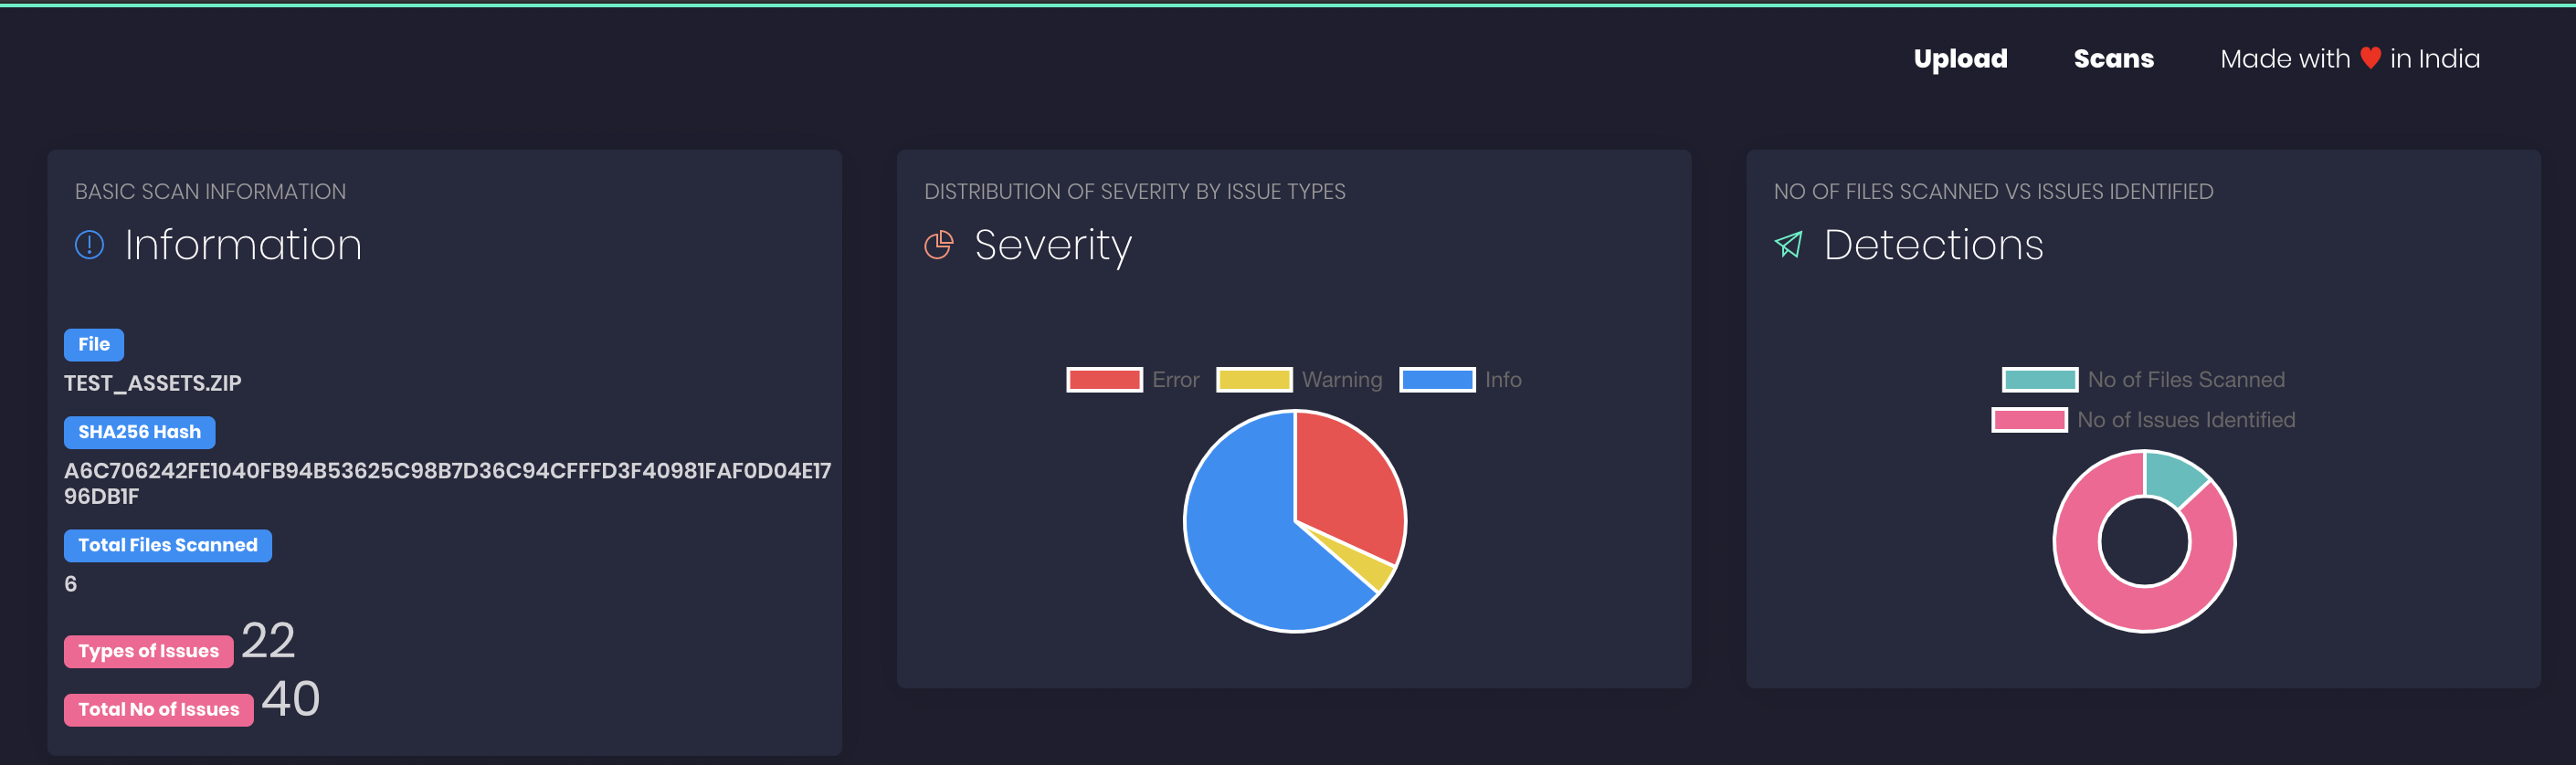 Upload Scans Made with ❤ in India
BASIC SCAN INFORMATION
Information
File
TEST_ASSETS.ZIP
SHA256 Hash
A6C706242FE1040FB94B53625C98B7D36C94CFFFD3F40981FAF0D04E17
96DB1F
Total Files Scanned
6
Types of Issues 22
Total No of Issues 40
DISTRIBUTION OF SEVERITY BY ISSUE TYPES
Severity
Error Warning Info
NO OF FILES SCANNED VS ISSUES IDENTIFIED
Detections
No of Files Scanned
No of Issues Identified